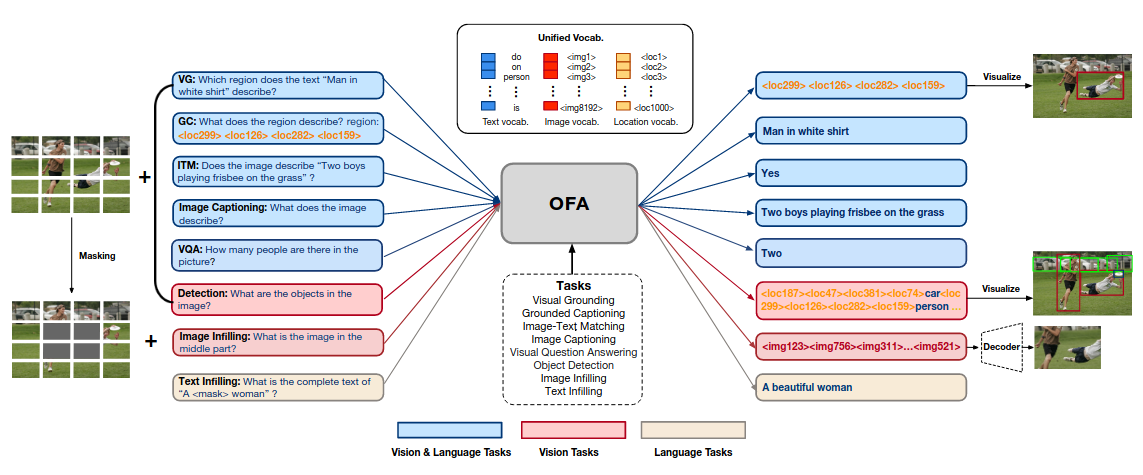 Unified Vocab.
do <img1> <loc1>
on <img2> <loc2>
person <img3> <loc3>
is <img8192> <loc1000>
Text vocab. Image vocab. Location vocab.
VG: Which region does the text “Man in
white shirt” describe?
GC: What does the region describe? region:
<loc299> <loc126> <loc282> <loc159>
ITM: Does the image describe “Two boys
playing frisbee on the grass” ?
Image Captioning: What does the image
describe?
VQA: How many people are there in the
picture?
Detection: What are the objects in the
image?
Image Infilling: What is the image in the
middle part?
Text Infilling: What is the complete text of
“A <mask> woman” ?
+
Masking
+
OFA
Tasks
Visual Grounding
Grounded Captioning
Image-Text Matching
Image Captioning
Visual Question Answering
Object Detection
Image Infilling
Text Infilling
<loc299> <loc126> <loc282> <loc159>
Visualize
Man in white shirt
Yes
Two boys playing frisbee on the grass
Two
<loc187><loc47><loc381><loc74>car<loc
299><loc126><loc282><loc159>person ...
Visualize
<img123><img756><img311>...<img521>
Decoder
A beautiful woman
Vision & Language Tasks
Vision Tasks
Language Tasks